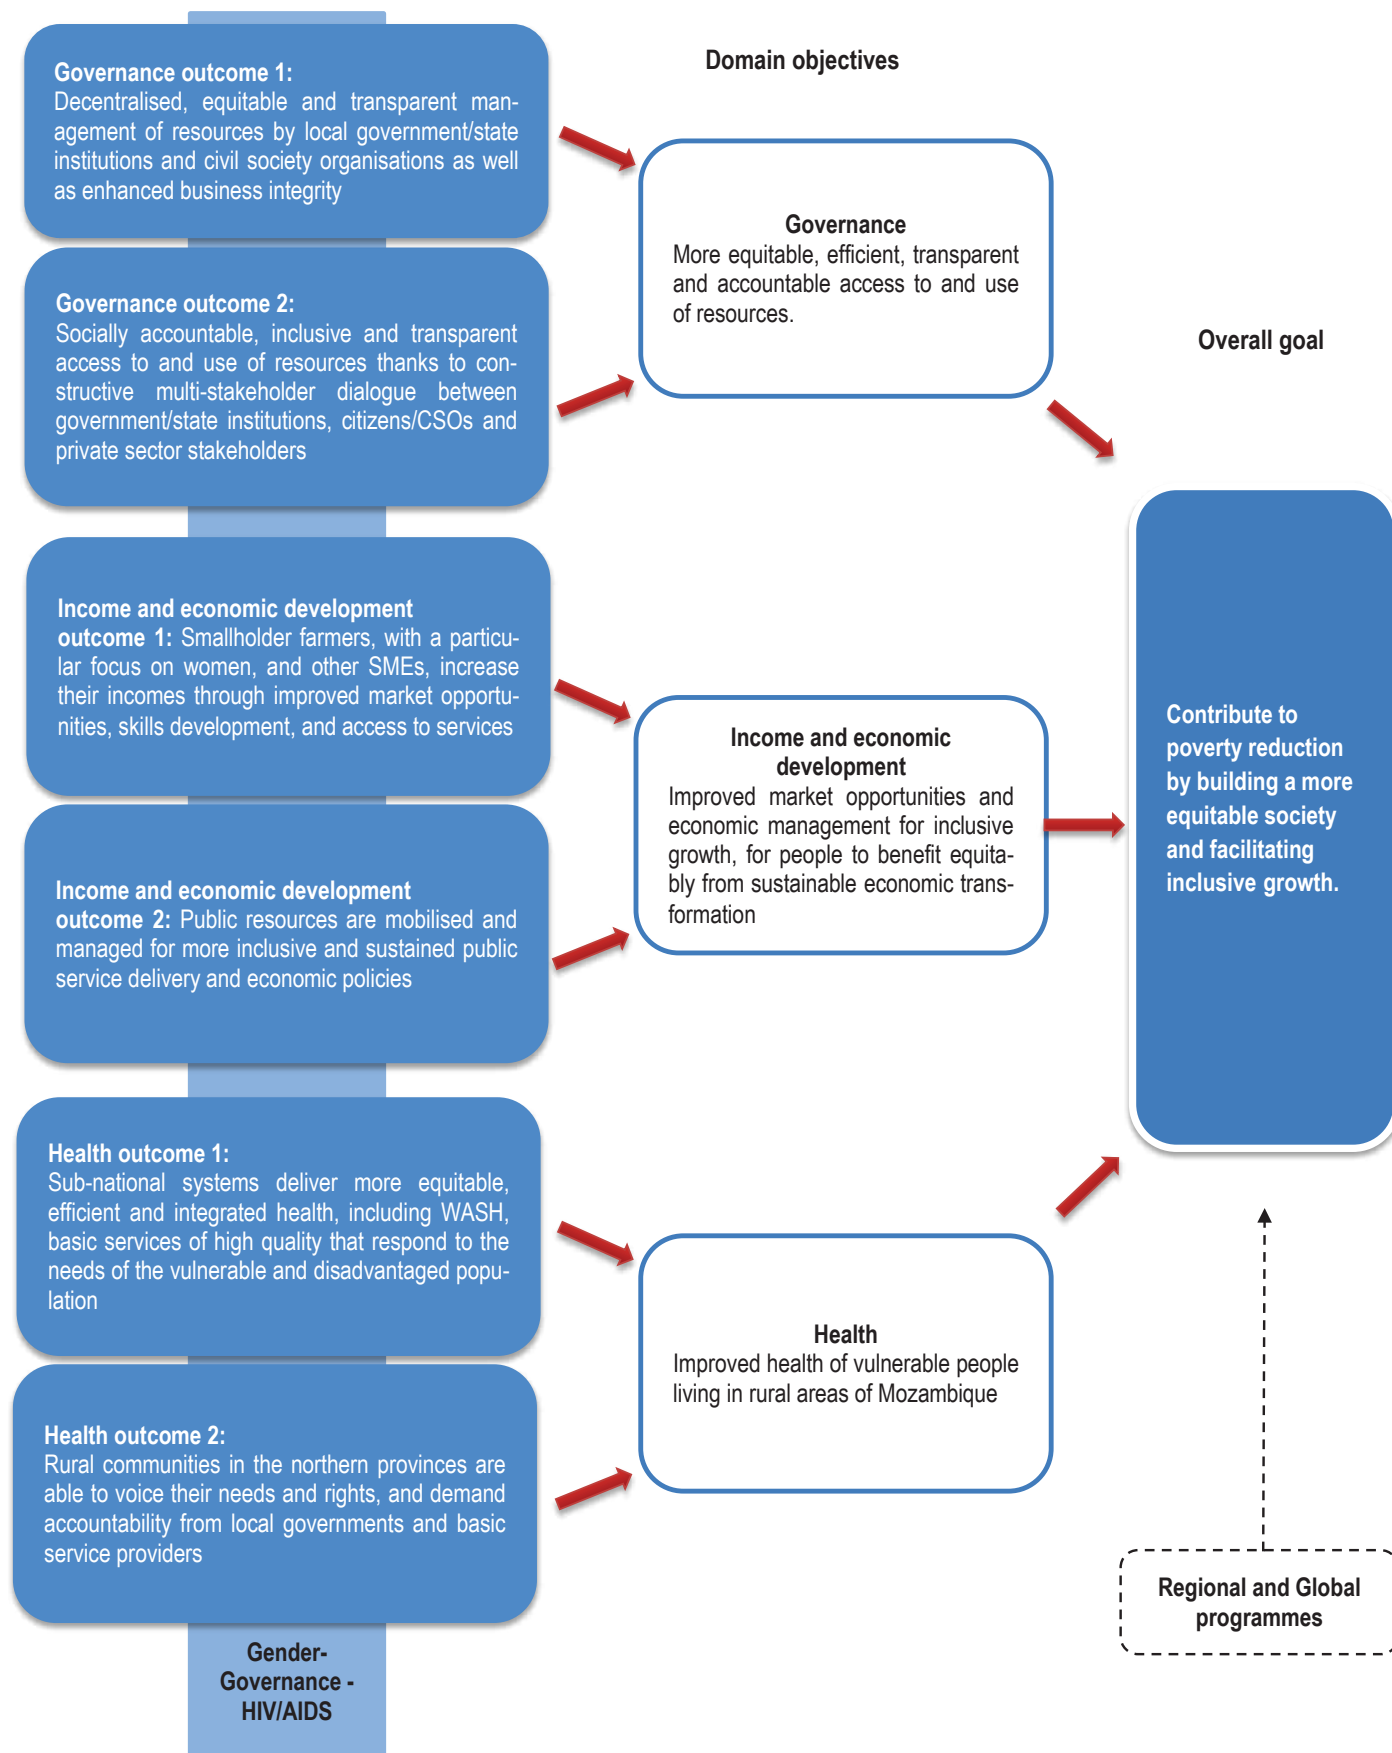 Governance outcome 1:
Decentralised, equitable and transparent man-
agement of resources by local government/state
institutions and civil society organisations as well
as enhanced business integrity
Governance outcome 2:
Socially accountable, inclusive and transparent
access to and use of resources thanks to con-
structive multi-stakeholder dialogue between
government/state institutions, citizens/CSOs and
private sector stakeholders
Income and economic development
outcome 1: Smallholder farmers, with a particu-
lar focus on women, and other SMEs, increase
their incomes through improved market opportu-
nities, skills development, and access to services
Income and economic development
outcome 2: Public resources are mobilised and
managed for more inclusive and sustained public
service delivery and economic policies
Health outcome 1:
Sub-national systems deliver more equitable,
efficient and integrated health, including WASH,
basic services of high quality that respond to the
needs of the vulnerable and disadvantaged popu-
lation
Health outcome 2:
Rural communities in the northern provinces are
able to voice their needs and rights, and demand
accountability from local governments and basic
service providers
Gender-
Governance -
HIV/AIDS
Domain objectives
Governance
More equitable, efficient, transparent
and accountable access to and use
of resources.
Income and economic
development
Improved market opportunities and
economic management for inclusive
growth, for people to benefit equita-
bly from sustainable economic trans-
formation
Health
Improved health of vulnerable people
living in rural areas of Mozambique
Overall goal
Contribute to
poverty reduction
by building a more
equitable society
and facilitating
inclusive growth.
Regional and Global
programmes